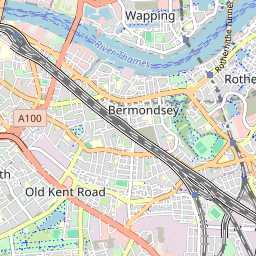 Wapping
River Thames
Rotherhithe Tunnel
Rothe
Bermondsey
A100
th
Old Kent Road